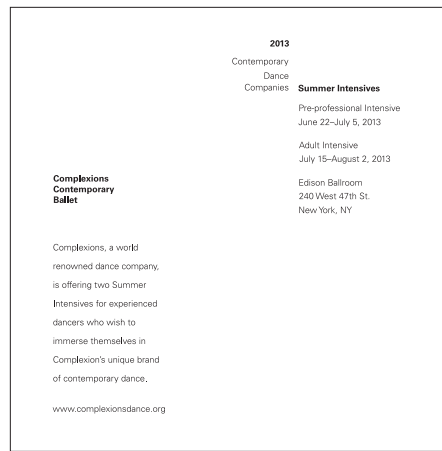 2013
Contemporary
Dance
Companies
Summer Intensives
Pre-professional Intensive
June 22–July 5, 2013
Adult Intensive
July 15–August 2, 2013
Edison Ballroom
240 West 47th St.
New York, NY
Complexions
Contemporary
Ballet
Complexions, a world
renowned dance company,
is offering two Summer
Intensives for experienced
dancers who wish to
immerse themselves in
Complexion's unique brand
of contemporary dance.
www.complexionsdance.org